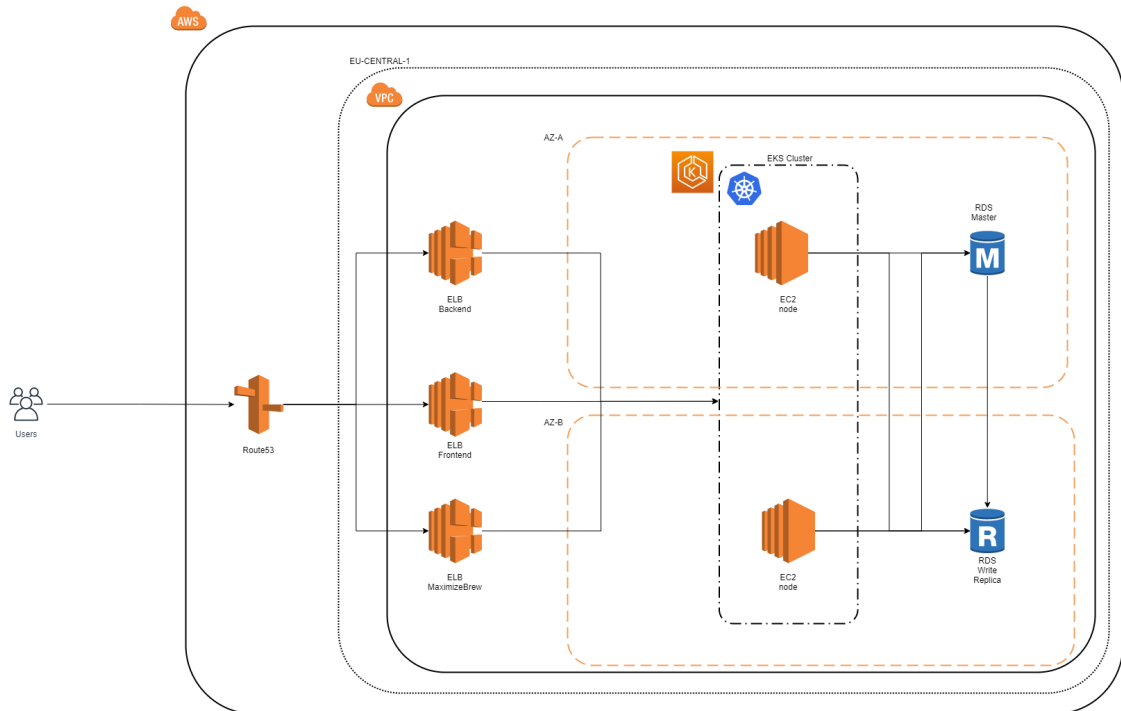 AWS
EU-CENTRAL-1
VPC
AZ-A
EKS Cluster
K
RDS
Master
M
ELB
Backend
EC2
node
Users
Route53
ELB
Frontend
AZ-B
R
ELB
MaximizeBrew
EC2
node
RDS
Write
Replica